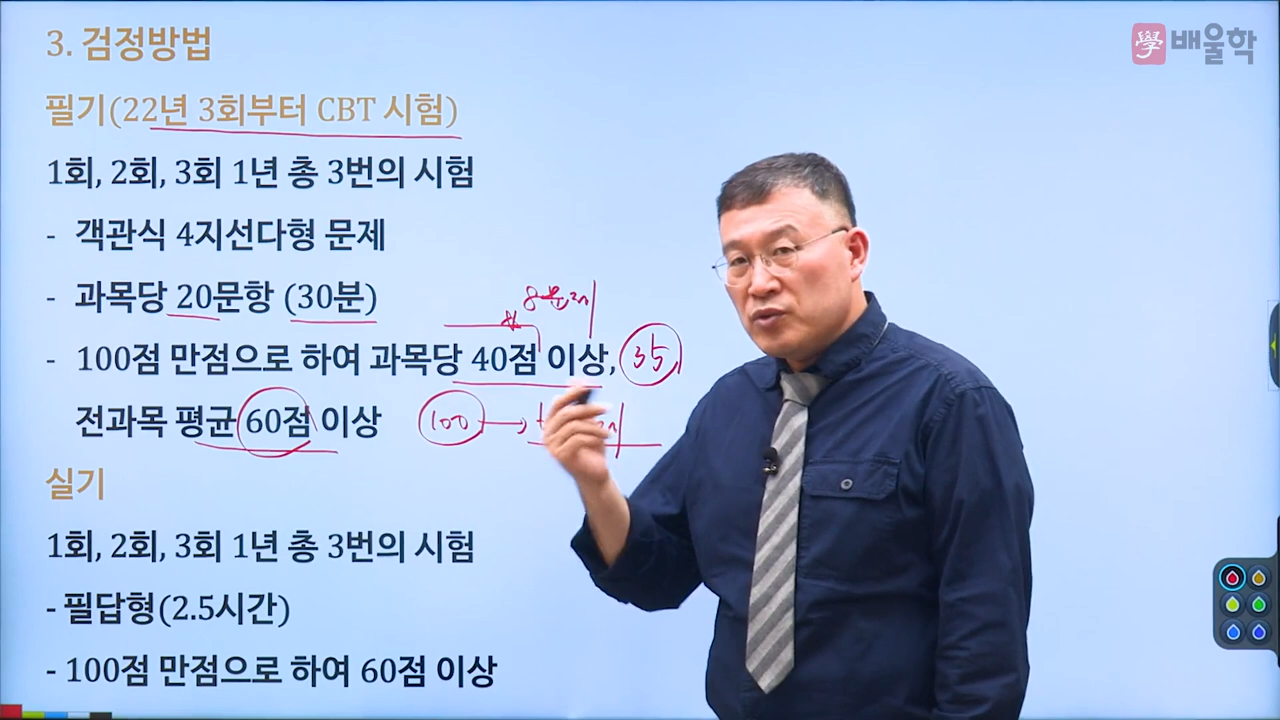 3. 검정방법
學 배울학
필기(22년 3회부터 CBT 시험)
1회, 2회, 3회 1년 총 3번의 시험
- 객관식 4지선다형 문제
- 과목당 20문항 (30분)
8문제
- 100점 만점으로 하여 과목당 40점 이상, 35
전과목 평균 60점 이상 100 →
실기
1회, 2회, 3회 1년 총 3번의 시험
- 필답형(2.5시간)
- 100점 만점으로 하여 60점 이상